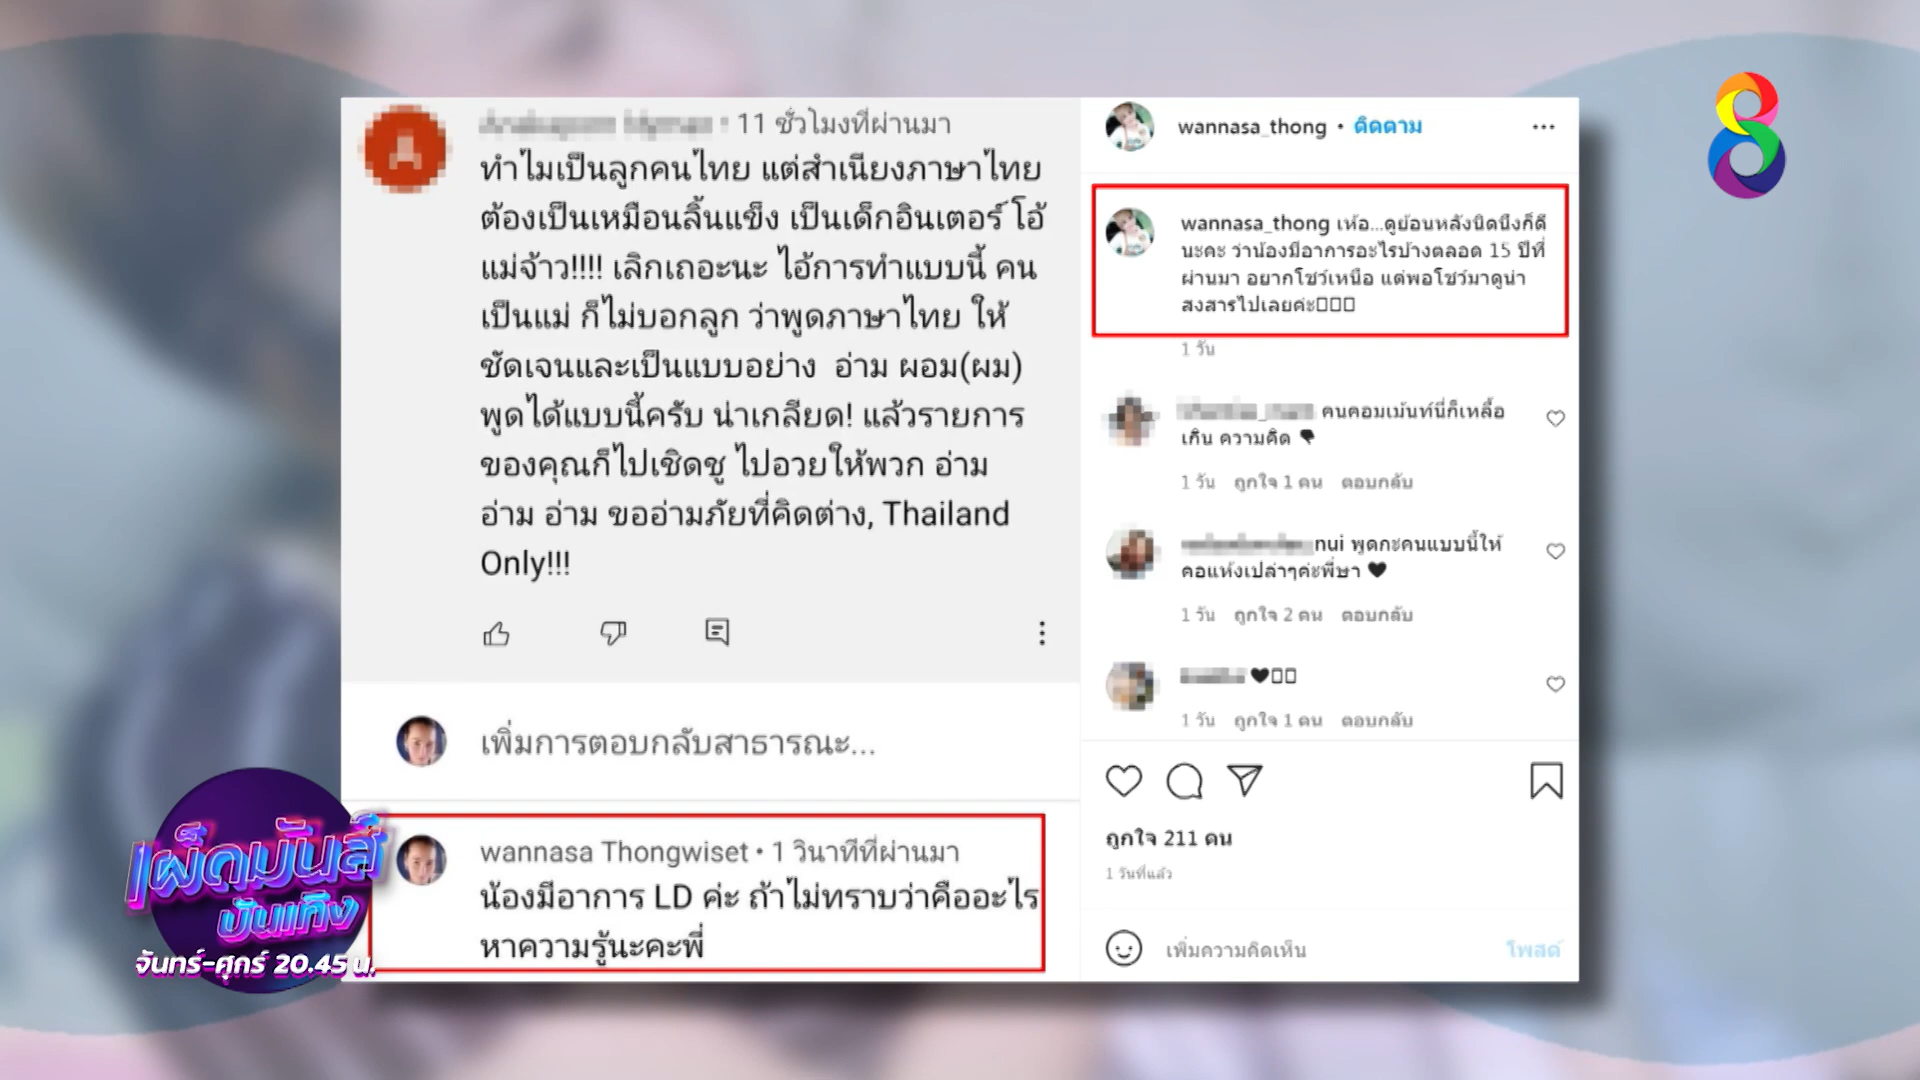 11 ชั่วโมงที่ผ่านมา
ทำไมเป็นลูกคนไทย แต่สำเนียงภาษาไทย
ต้องเป็นเหมือนลิ้นแข็ง เป็นเด็กอินเตอร์ โอ้
แม่จ้าว!!!! เลิกเถอะนะ ไอ้การทำแบบนี้ คน
เป็นแม่ ก็ไม่บอกลูก ว่าพูดภาษาไทย ให้
ชัดเจนและเป็นแบบอย่าง อ่าม ผอม(ผม)
พูดได้แบบนี้ครับ น่าเกลียด! แล้วรายการ
ของคุณก็ไปเชิดชู ไปอวยให้พวก อ่าม
อ่าม อ่าม ขออ่ามภัยที่คิดต่าง, Thailand
Only!!!
เพิ่มการตอบกลับสาธารณะ...
wannasa Thongwiset • 1 วินาทีที่ผ่านมา
น้องมีอาการ LD ค่ะ ถ้าไม่ทราบว่าคืออะไร
หาความรู้นะคะพี่
wannasa_thong • ติดตาม
wannasa_thong เห้อ...ดูย้อนหลังนิดนึงก็ดี
นะคะ ว่าน้องมีอาการอะไรบ้างตลอด 15 ปีที่
ผ่านมา อยากโชว์เหนือ แต่พอโชว์มาดูน่า
สงสารไปเลยค่ะ
1 วัน
คนคอมเม้นท์นี่ก็เหลื้อ
เกิน ความคิด
1 วัน ถูกใจ 1 คน ตอบกลับ
nui พูดกะคนแบบนี้ให้
คอแห้งเปล่าๆค่ะพี่ษา
1 วัน ถูกใจ 2 คน ตอบกลับ
1 วัน ถูกใจ 1 คน ตอบกลับ
ถูกใจ 211 คน
1 วันที่แล้ว
เพิ่มความคิดเห็น
โพสต์
8
เผ็ดมันส์
บันเทิง
จันทร์-ศุกร์ 20.45 น.